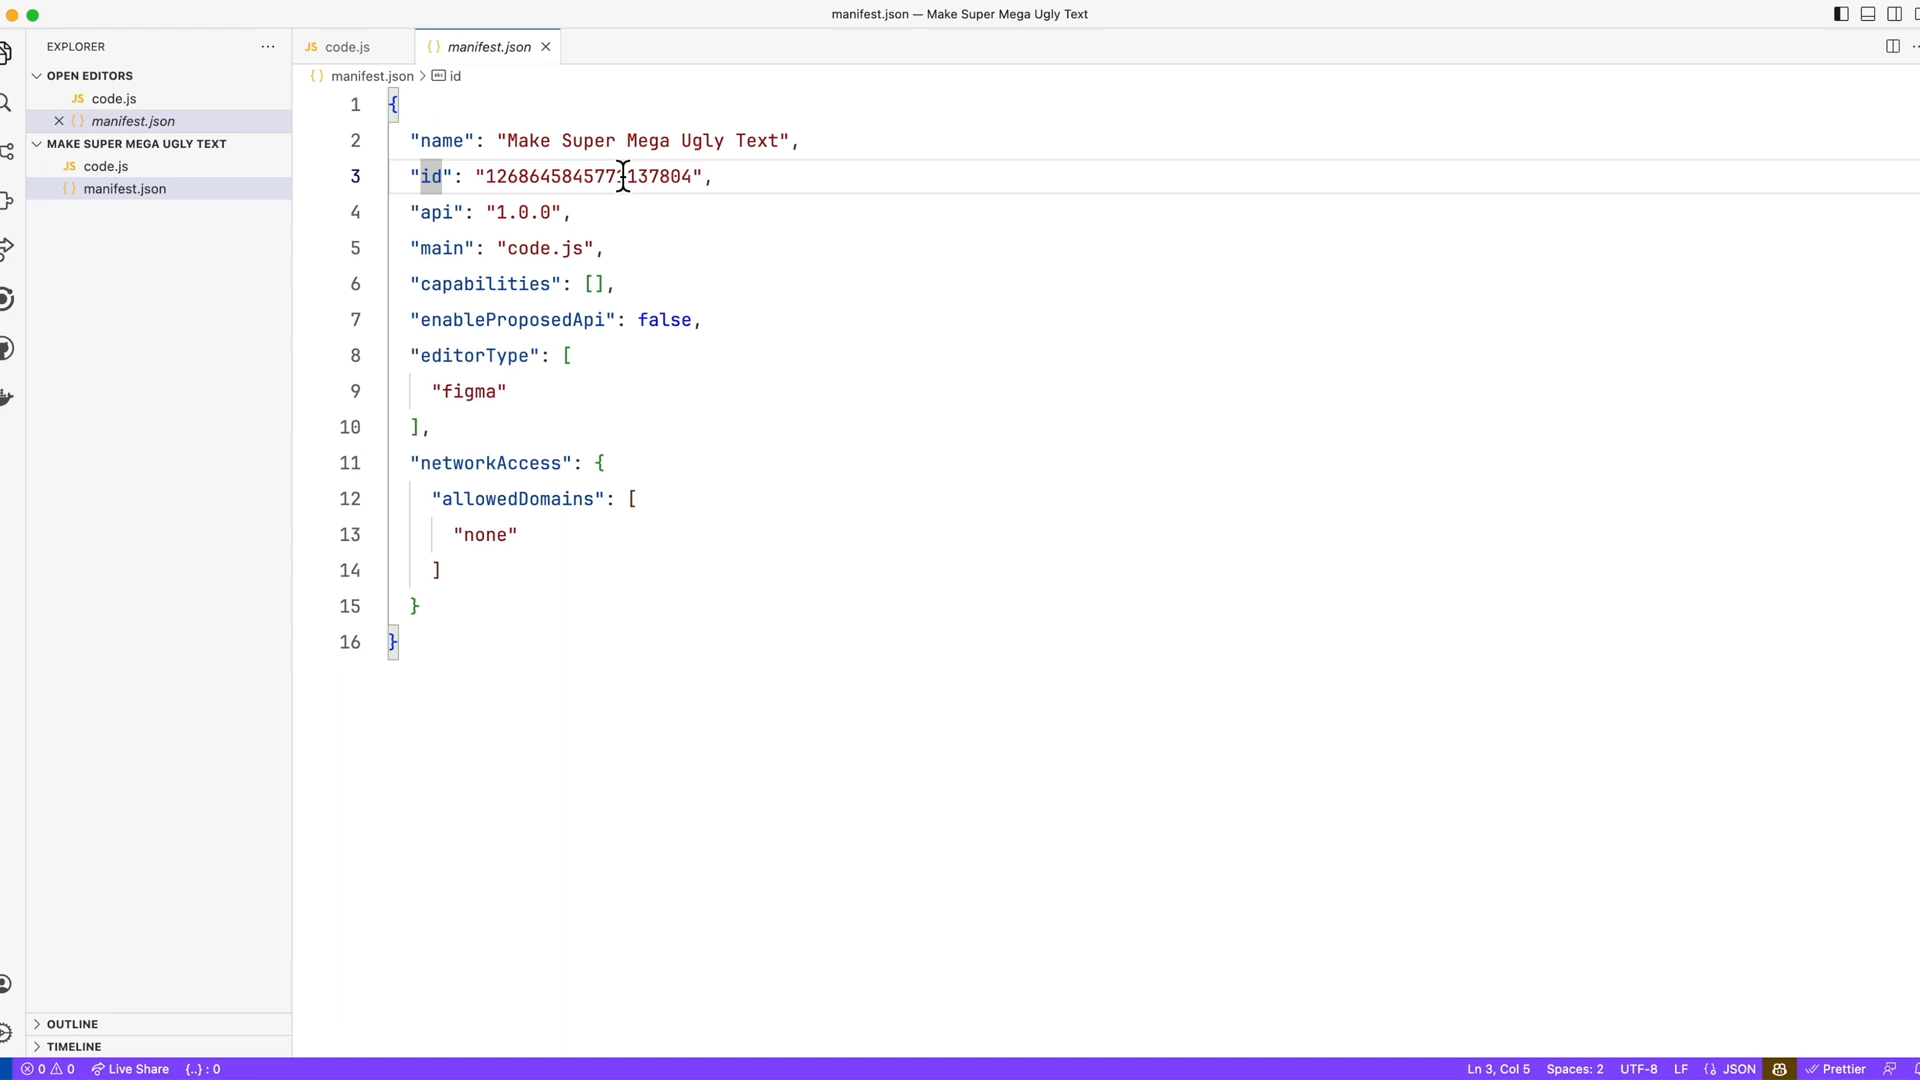 manifest.json — Make Super Mega Ugly Text
EXPLORER
OPEN EDITORS
code.js
manifest.json
MAKE SUPER MEGA UGLY TEXT
code.js
manifest.json
OUTLINE
TIMELINE
JS code.js
{} manifest.json
{} manifest.json > abc id
1 {
2 "name": "Make Super Mega Ugly Text",
3 "id": "1268645845771137804",
4 "api": "1.0.0",
5 "main": "code.js",
6 "capabilities": [],
7 "enableProposedApi": false,
8 "editorType": [
9 "figma"
10 ],
11 "networkAccess": {
12 "allowedDomains": [
13 "none"
14 ]
15 }
16 }
0 0 Live Share {..} : 0 Ln 3, Col 5 Spaces: 2 UTF-8 LF {} JSON Prettier